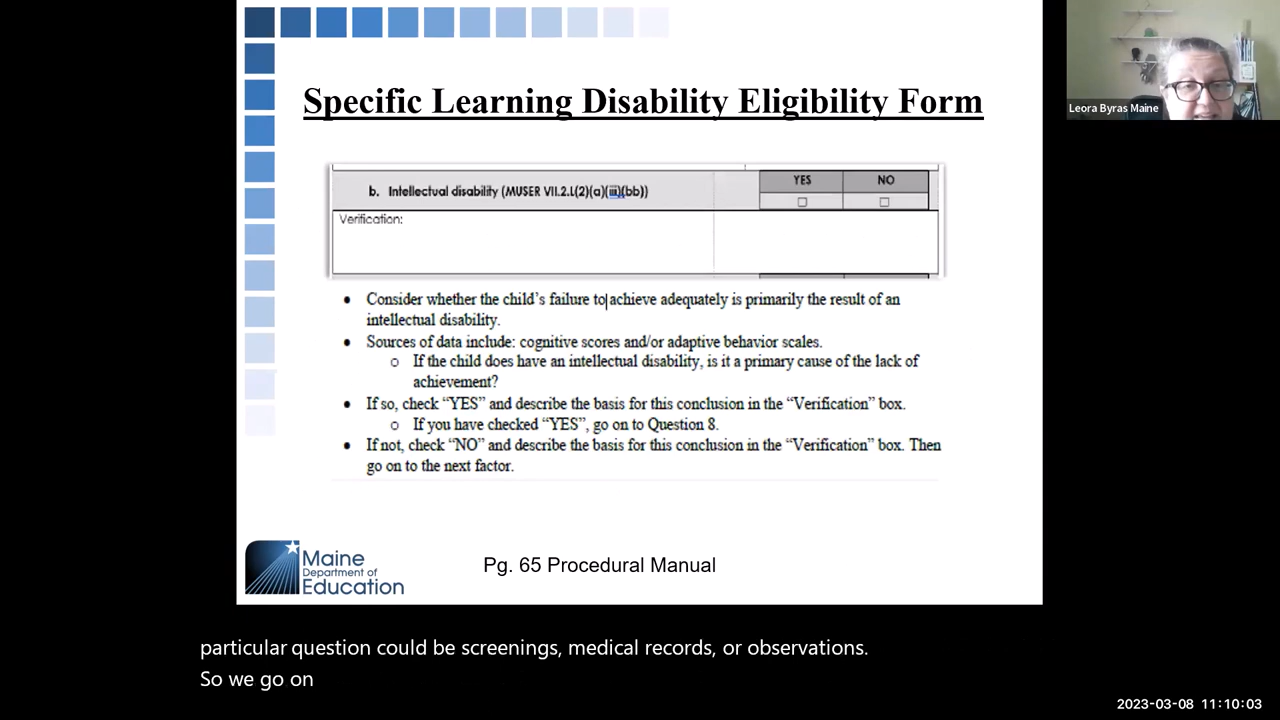 Specific Learning Disability Eligibility Form
Leora Byras Maine
b. Intellectual disability (MUSER VII.2.L(2)(a)(iii)(bb))
YES
NO
Verification:
• Consider whether the child's failure to achieve adequately is primarily the result of an
intellectual disability.
• Sources of data include: cognitive scores and/or adaptive behavior scales.
o If the child does have an intellectual disability, is it a primary cause of the lack of
achievement?
• If so, check “YES” and describe the basis for this conclusion in the “Verification” box.
o If you have checked “YES”, go on to Question 8.
• If not, check “NO” and describe the basis for this conclusion in the “Verification” box. Then
go on to the next factor.
Maine
Department of
Education
Pg. 65 Procedural Manual
particular question could be screenings, medical records, or observations.
So we go on
2023-03-08 11:10:03